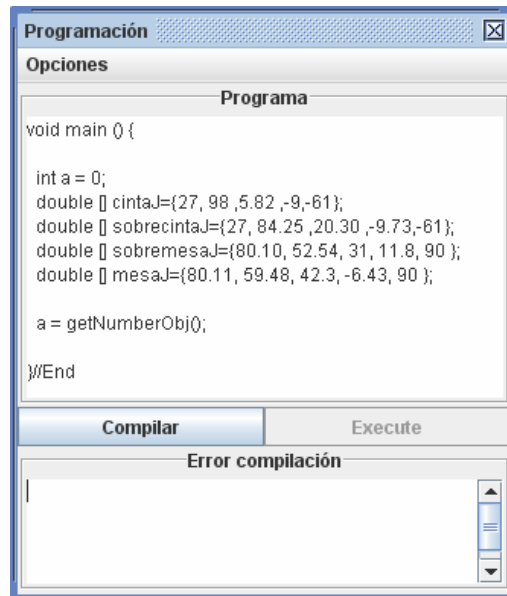 Programación
Opciones
Programa
void main () {
int a = 0;
double [] cintaJ={27, 98 ,5.82 ,-9,-61};
double [] sobrecintaJ={27, 84.25 ,20.30 ,-9.73,-61};
double [] sobremesaJ={80.10, 52.54, 31, 11.8, 90 };
double [] mesaJ={80.11, 59.48, 42.3, -6.43, 90 };
a = getNumberObj();
}//End
Compilar Execute
Error compilación